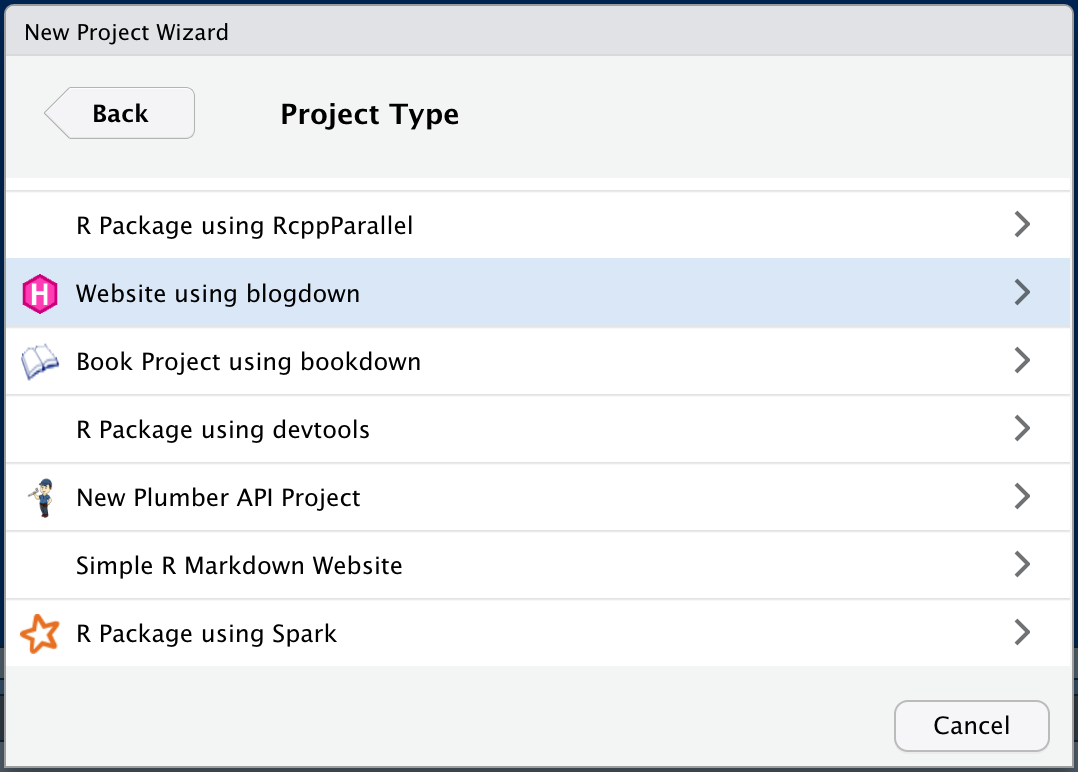 New Project Wizard
Back
Project Type
R Package using RcppParallel
H
Website using blogdown
Book Project using bookdown
R Package using devtools
New Plumber API Project
Simple R Markdown Website
R Package using Spark
Cancel